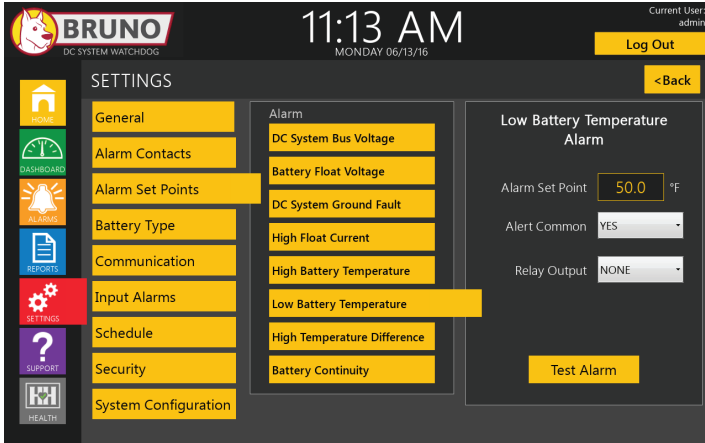 BRUNO
DC SYSTEM WATCHDOG
11:13 AM
MONDAY 06/13/16
Current User:
admin
Log Out
SETTINGS
<Back
HOME
DASHBOARD
ALARMS
REPORTS
SETTINGS
SUPPORT
HEALTH
General
Alarm Contacts
Alarm Set Points
Battery Type
Communication
Input Alarms
Schedule
Security
System Configuration
Alarm
DC System Bus Voltage
Battery Float Voltage
DC System Ground Fault
High Float Current
High Battery Temperature
Low Battery Temperature
High Temperature Difference
Battery Continuity
Low Battery Temperature
Alarm
Alarm Set Point 50.0 °F
Alert Common YES
Relay Output NONE
Test Alarm